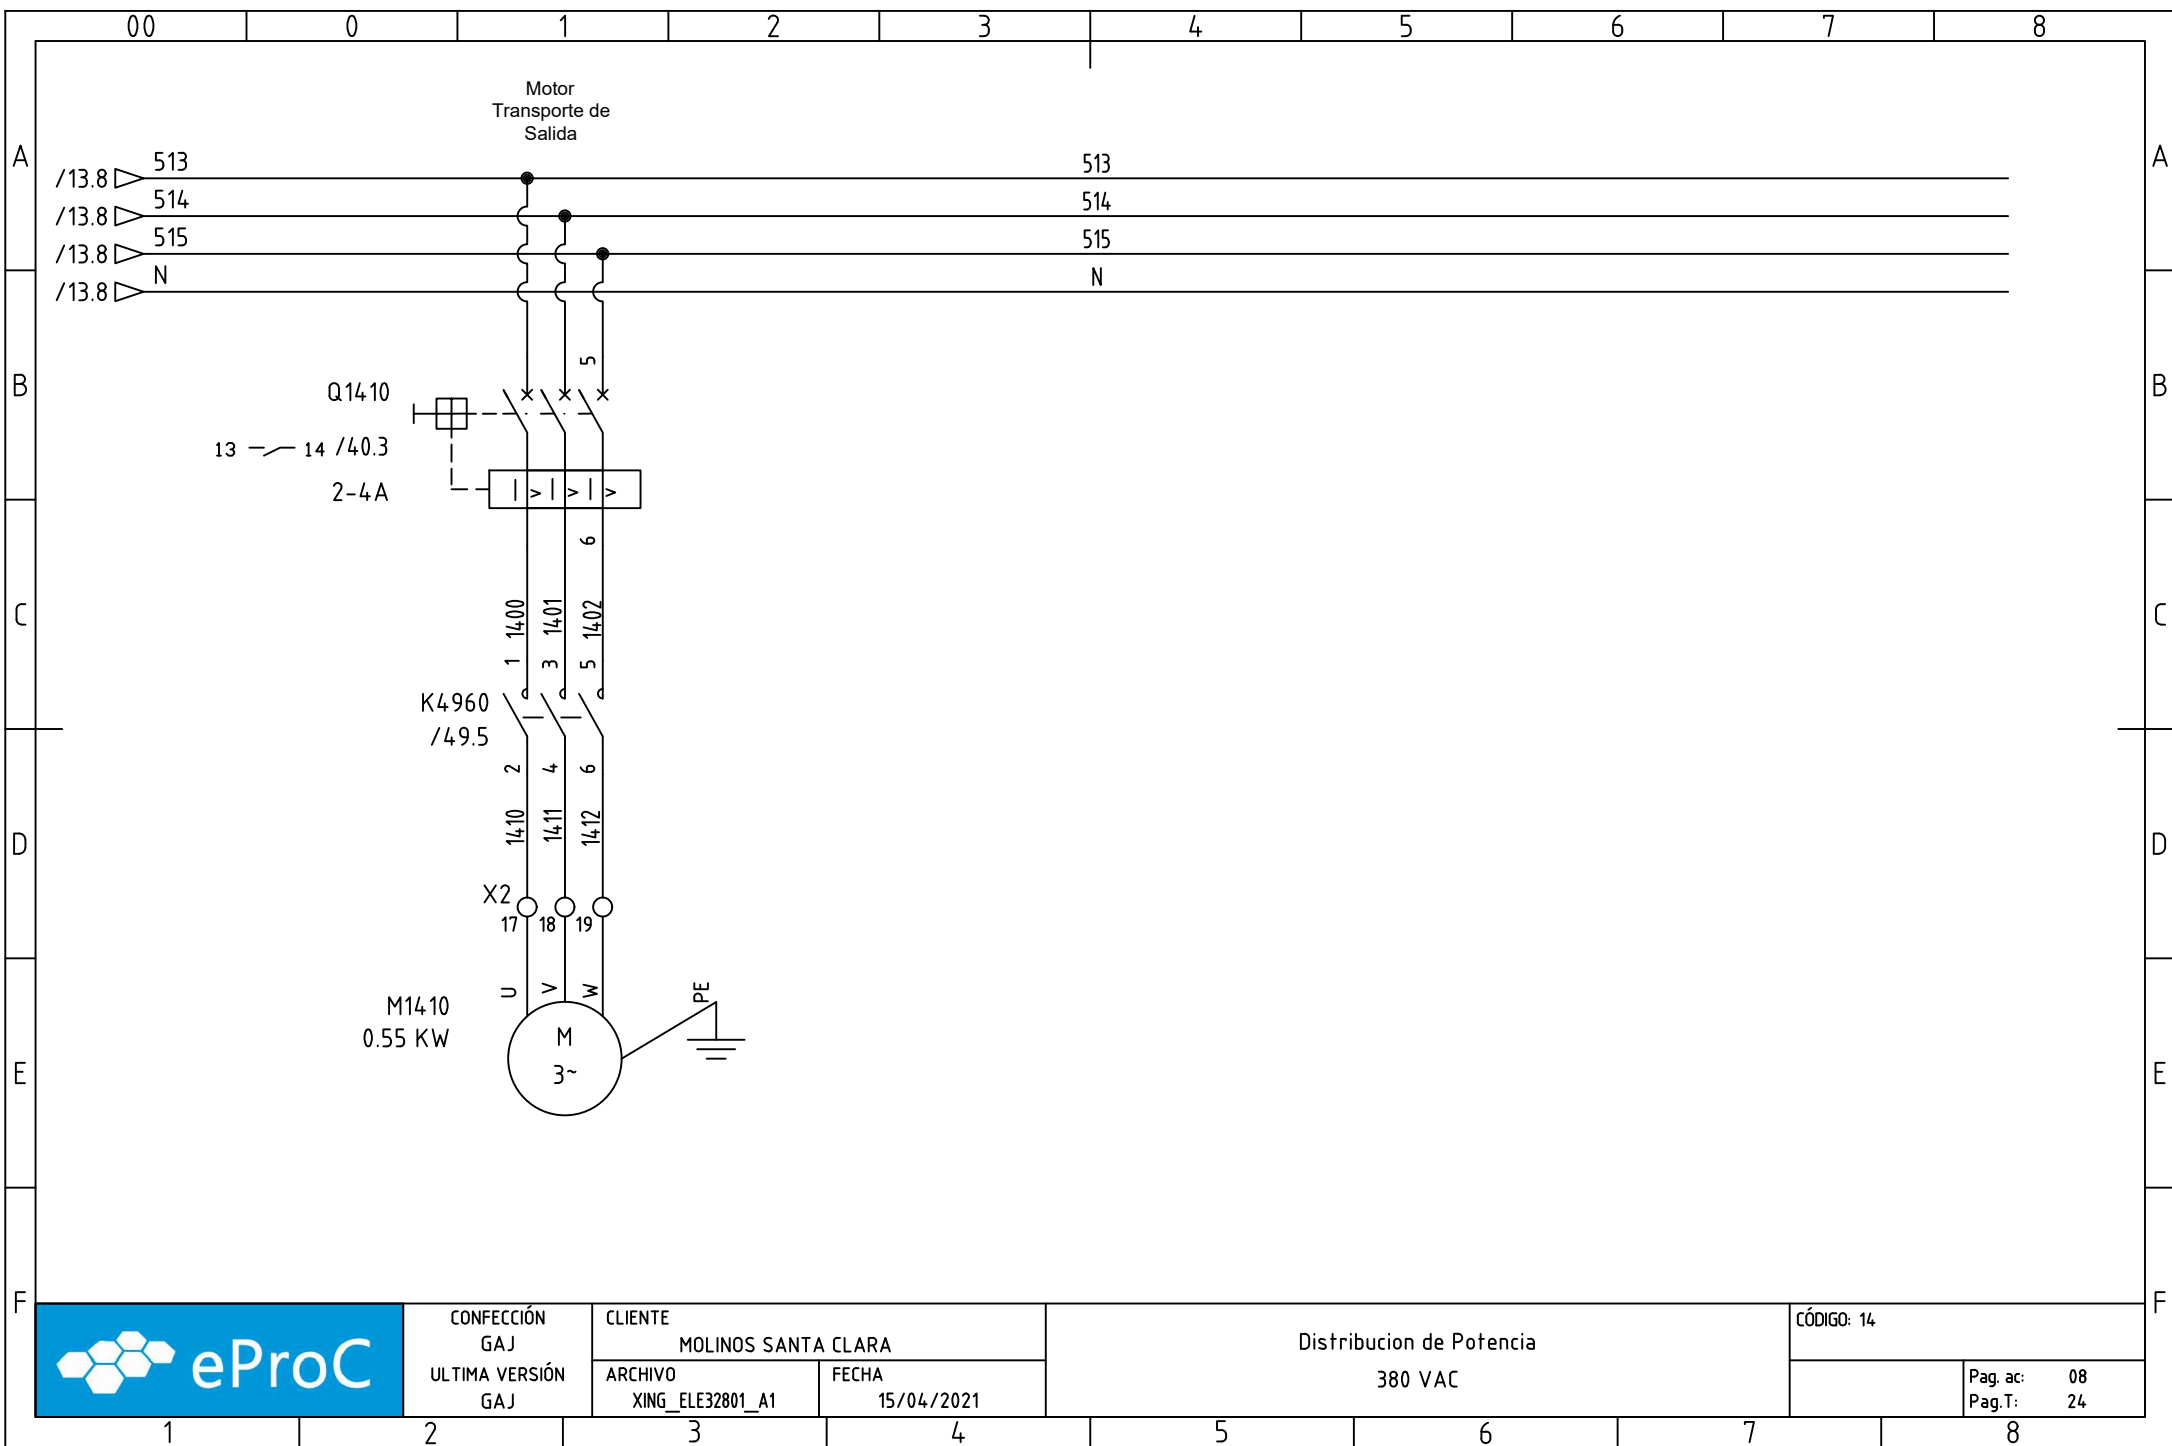 00 0 1 2 3 4 5 6 7 8
Motor
Transporte de
Salida
A A
/13.8 513 513
/13.8 514 514
/13.8 515 515
/13.8 N N
5
B B
Q1410
13 14 /40.3
2-4A
I > I > I >
6
C C
1400 1401 1402
1 3 5
K4960
/49.5
2 4 6
1410 1411 1412
D D
X2
17 18 19
U V W PE
M1410
0.55 KW
M
3~
E E
F F
eProC
CONFECCIÓN
GAJ
ULTIMA VERSIÓN
GAJ
CLIENTE
MOLINOS SANTA CLARA
ARCHIVO
XING_ELE32801_A1
FECHA
15/04/2021
Distribucion de Potencia
380 VAC
CÓDIGO: 14
Pag. ac: 08
Pag.T: 24
1 2 3 4 5 6 7 8